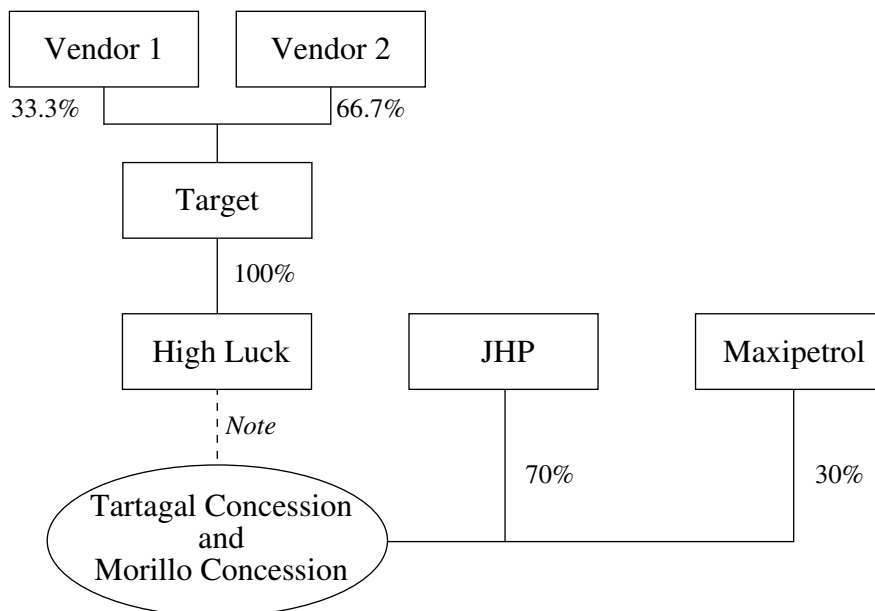 Vendor 1
Vendor 2
33.3%
66.7%
Target
100%
High Luck
JHP
Maxipetrol
Note
70%
30%
Tartagal Concession
and
Morillo Concession